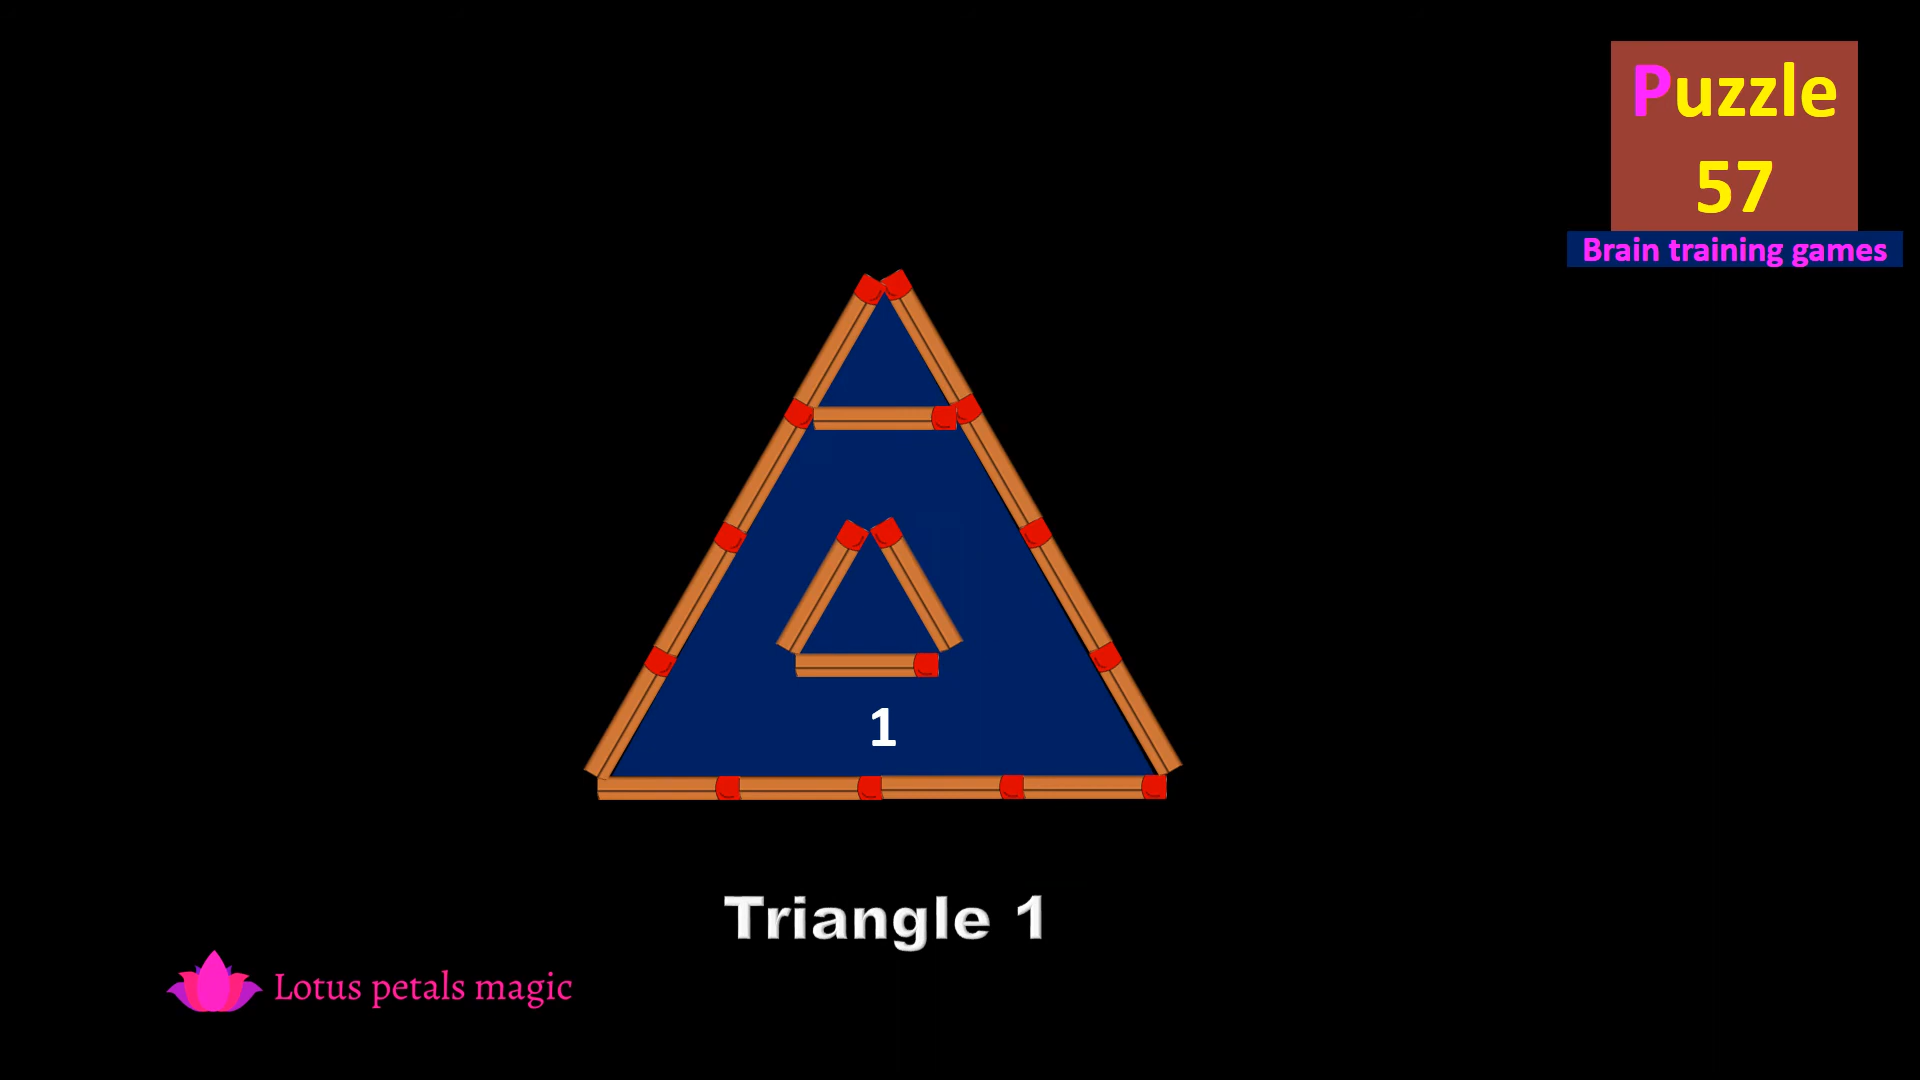 Puzzle
57
Brain training games
1
Triangle 1
Lotus petals magic